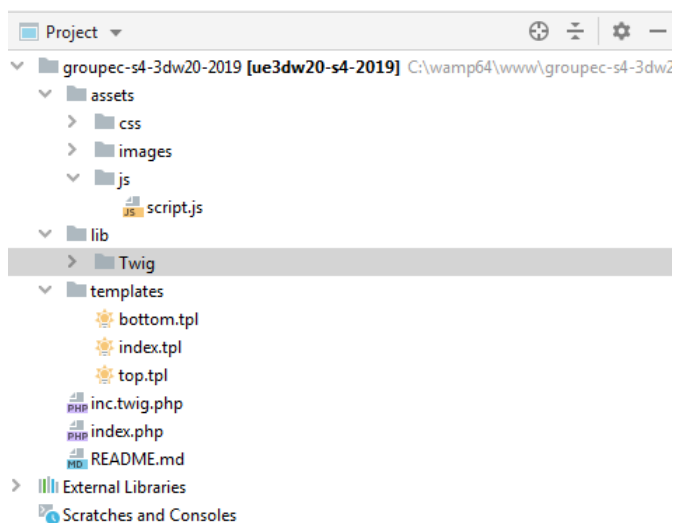 Project
groupec-s4-3dw20-2019 [ue3dw20-s4-2019] C:\wamp64\www\groupec-s4-3dw2
assets
css
images
js
JS script.js
lib
Twig
templates
bottom.tpl
index.tpl
top.tpl
PHP inc.twig.php
PHP index.php
MD README.md
External Libraries
Scratches and Consoles